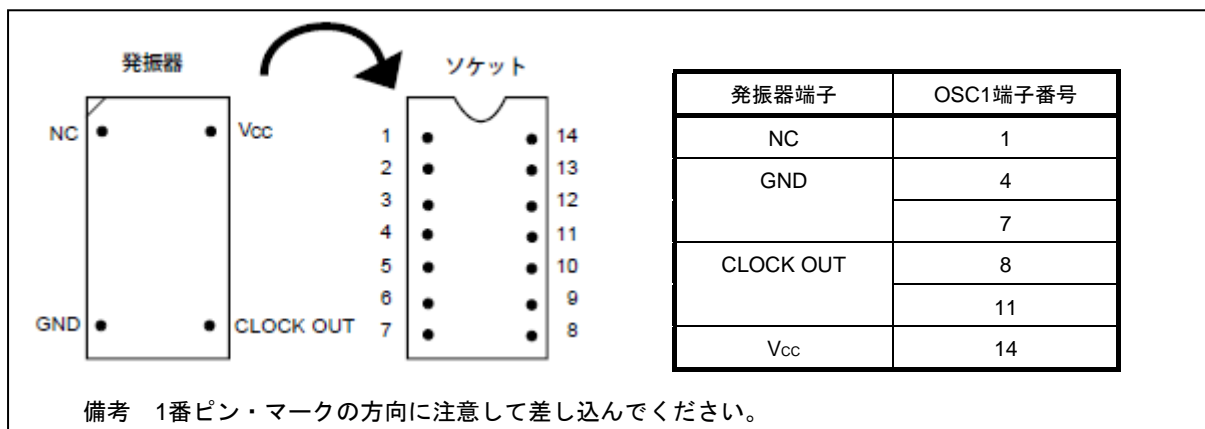 発振器
ソケット
NC
Vcc
GND
CLOCK OUT
1
2
3
4
5
6
7
14
13
12
11
10
9
8
発振器端子 OSC1端子番号
NC 1
GND 4
7
CLOCK OUT 8
11
Vcc 14
備考 1番ピン・マークの方向に注意して差し込んでください。